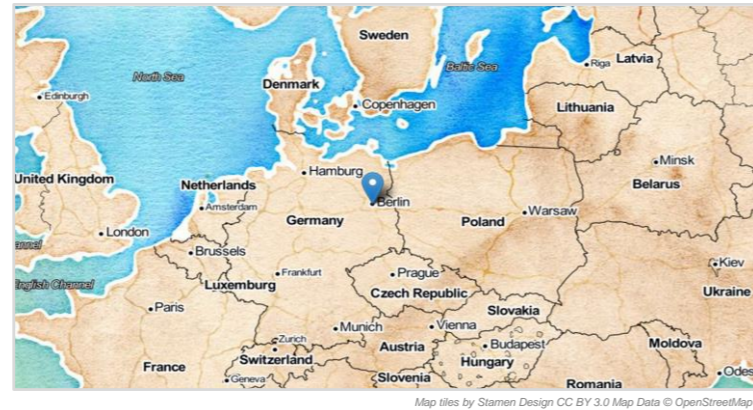 Sweden
North Sea
Baltic Sea
Riga
Latvia
Denmark
Edinburgh
Copenhagen
Lithuania
Minsk
Hamburg
United Kingdom
Netherlands
Belarus
Amsterdam
Berlin
Germany
Poland
Warsaw
London
annel
Brussels
Kiev
Frankfurt
Prague
English Channel
Luxemburg
Czech Republic
Ukraine
Paris
Slovakia
Munich
Vienna
Zurich
Austria
Budapest
Moldova
Switzerland
Hungary
France
Geneva
Slovenia
Romania
Odes
Map tiles by Stamen Design CC BY 3.0 Map Data © OpenStreetMap